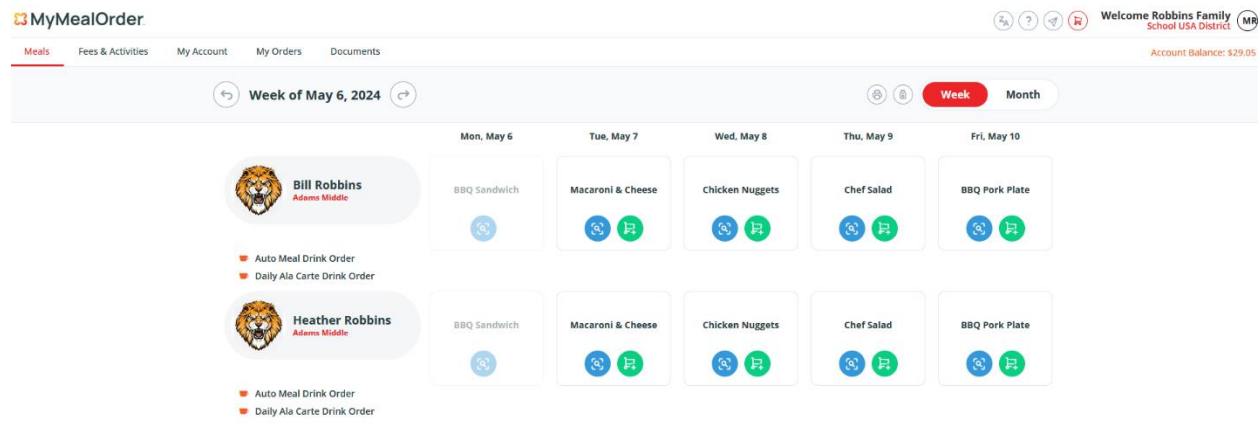 MyMealOrder
Welcome Robbins Family
School USA District
MR
Meals Fees & Activities My Account My Orders Documents
Account Balance: $29.05
Week of May 6, 2024
Week Month
Mon, May 6 Tue, May 7 Wed, May 8 Thu, May 9 Fri, May 10
Bill Robbins
Adams Middle
BBQ Sandwich Macaroni & Cheese Chicken Nuggets Chef Salad BBQ Pork Plate
Auto Meal Drink Order
Daily Ala Carte Drink Order
Heather Robbins
Adams Middle
BBQ Sandwich Macaroni & Cheese Chicken Nuggets Chef Salad BBQ Pork Plate
Auto Meal Drink Order
Daily Ala Carte Drink Order